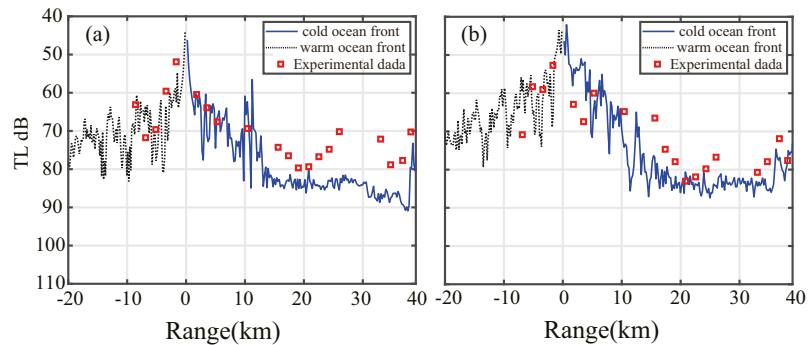 (a)
cold ocean front
warm ocean front
Experimental dada
40
50
60
70
80
90
110
TL dB
-20
-10
0
10
20
30
40
Range(km)
(b)
cold ocean front
warm ocean front
Experimental dada
-20
-10
0
10
20
30
40
Range(km)